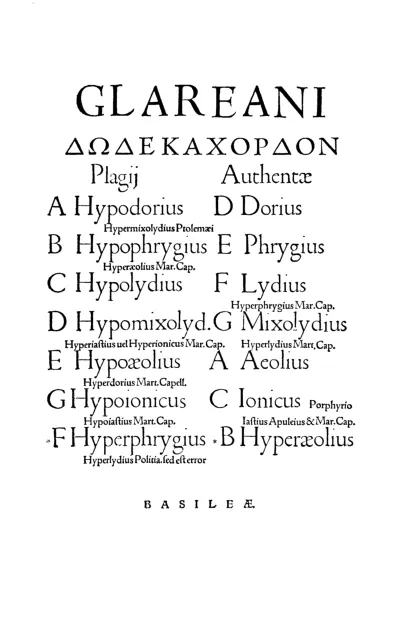 GLAREANI
ΔΩΔΕΚΑΧΟΡΔΟΝ
Plagij Authentæ
A Hypodorius D Dorius
Hypermixolydius Ptolemæi
B Hypophrygius E Phrygius
Hyperæolius Mar. Cap.
C Hypolydius F Lydius
Hyperphrygius Mar. Cap.
D Hypomixolyd. G Mixolydius
Hyperiastius uel Hyperionicus Mar. Cap. Hyperlydius Mart. Cap.
E Hypoæolius A Aeolius
Hyperdorius Mart. Capell.
G Hypoionicus C Ionicus Porphyrio
Hypoiastius Mart. Cap. Iastius Apuleius & Mar. Cap.
*F Hyperphrygius *B Hyperæolius
Hyperlydius Politia. sed est error
BASILEÆ.